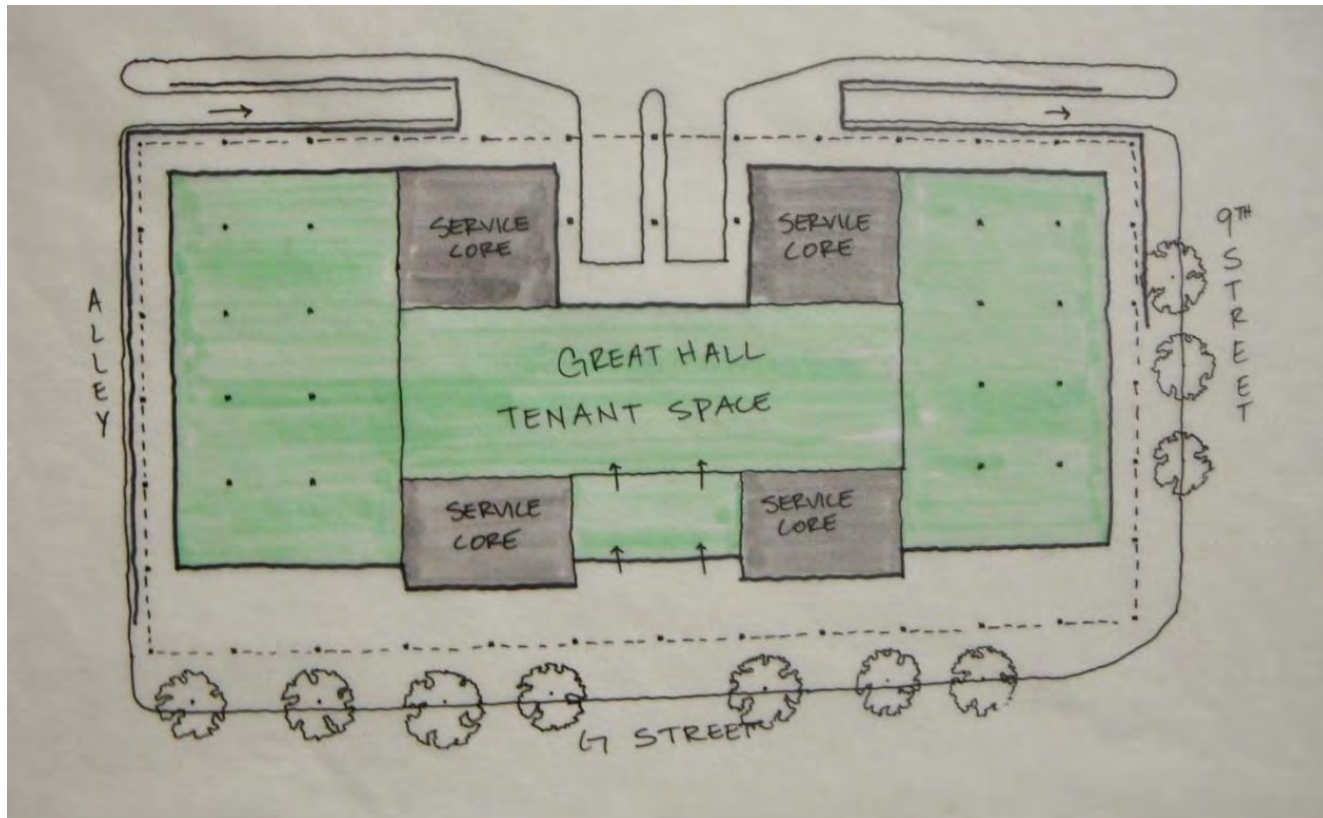 SERVICE
CORE
SERVICE
CORE
9TH
STREET
ALLEY
GREAT HALL
TENANT SPACE
SERVICE
CORE
SERVICE
CORE
G STREET